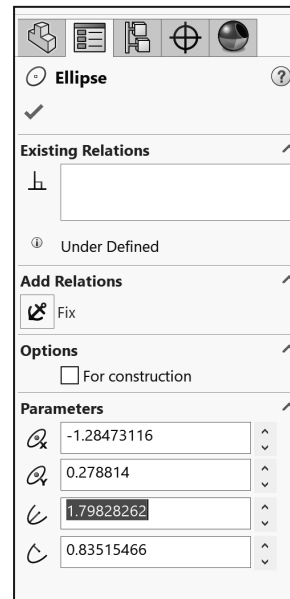 Ellipse
?
Existing Relations
Under Defined
Add Relations
Fix
Options
For construction
Parameters
-1.28473116
0.278814
1.79828262
0.83515466